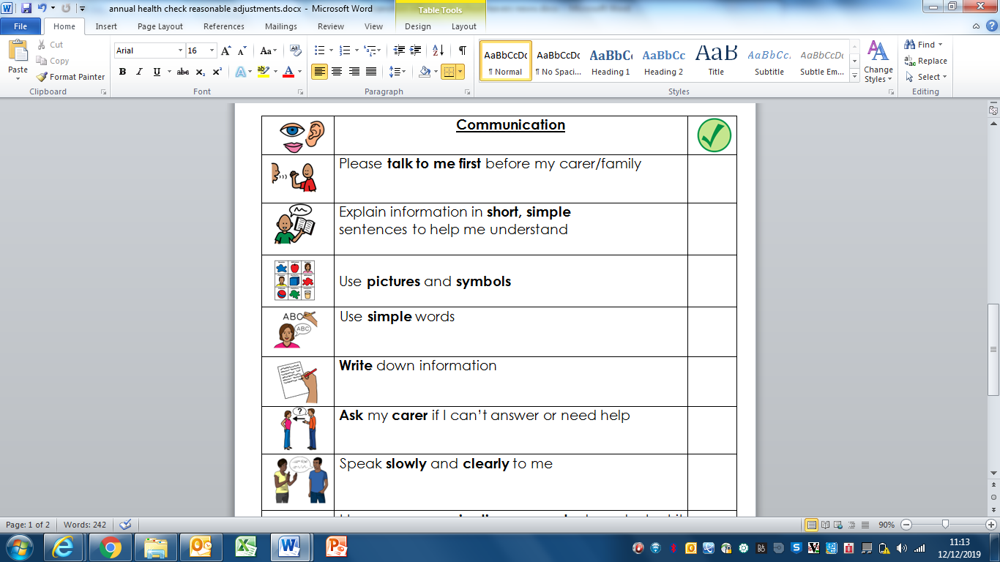 annual health check reasonable adjustments.docx - Microsoft Word
Table Tools
File Home Insert Page Layout References Mailings Review View Design Layout
Paste
Cut
Copy
Format Painter
Clipboard
Arial 16
Font
Paragraph
AaBbCcDc AaBbCcDc AaBbCc AaBbCc AaB AaBbCc. AaBbCcDc
¶ Normal ¶ No Spaci... Heading 1 Heading 2 Title Subtitle Subtle Em...
Change
Styles
Styles
Find
Replace
Select
Editing
Communication
Please talk to me first before my carer/family
Explain information in short, simple
sentences to help me understand
Use pictures and symbols
ABC
ABC
Use simple words
Write down information
?
Ask my carer if I can't answer or need help
Speak slowly and clearly to me
Page: 1 of 2 Words: 242 90%
11:13
12/12/2019